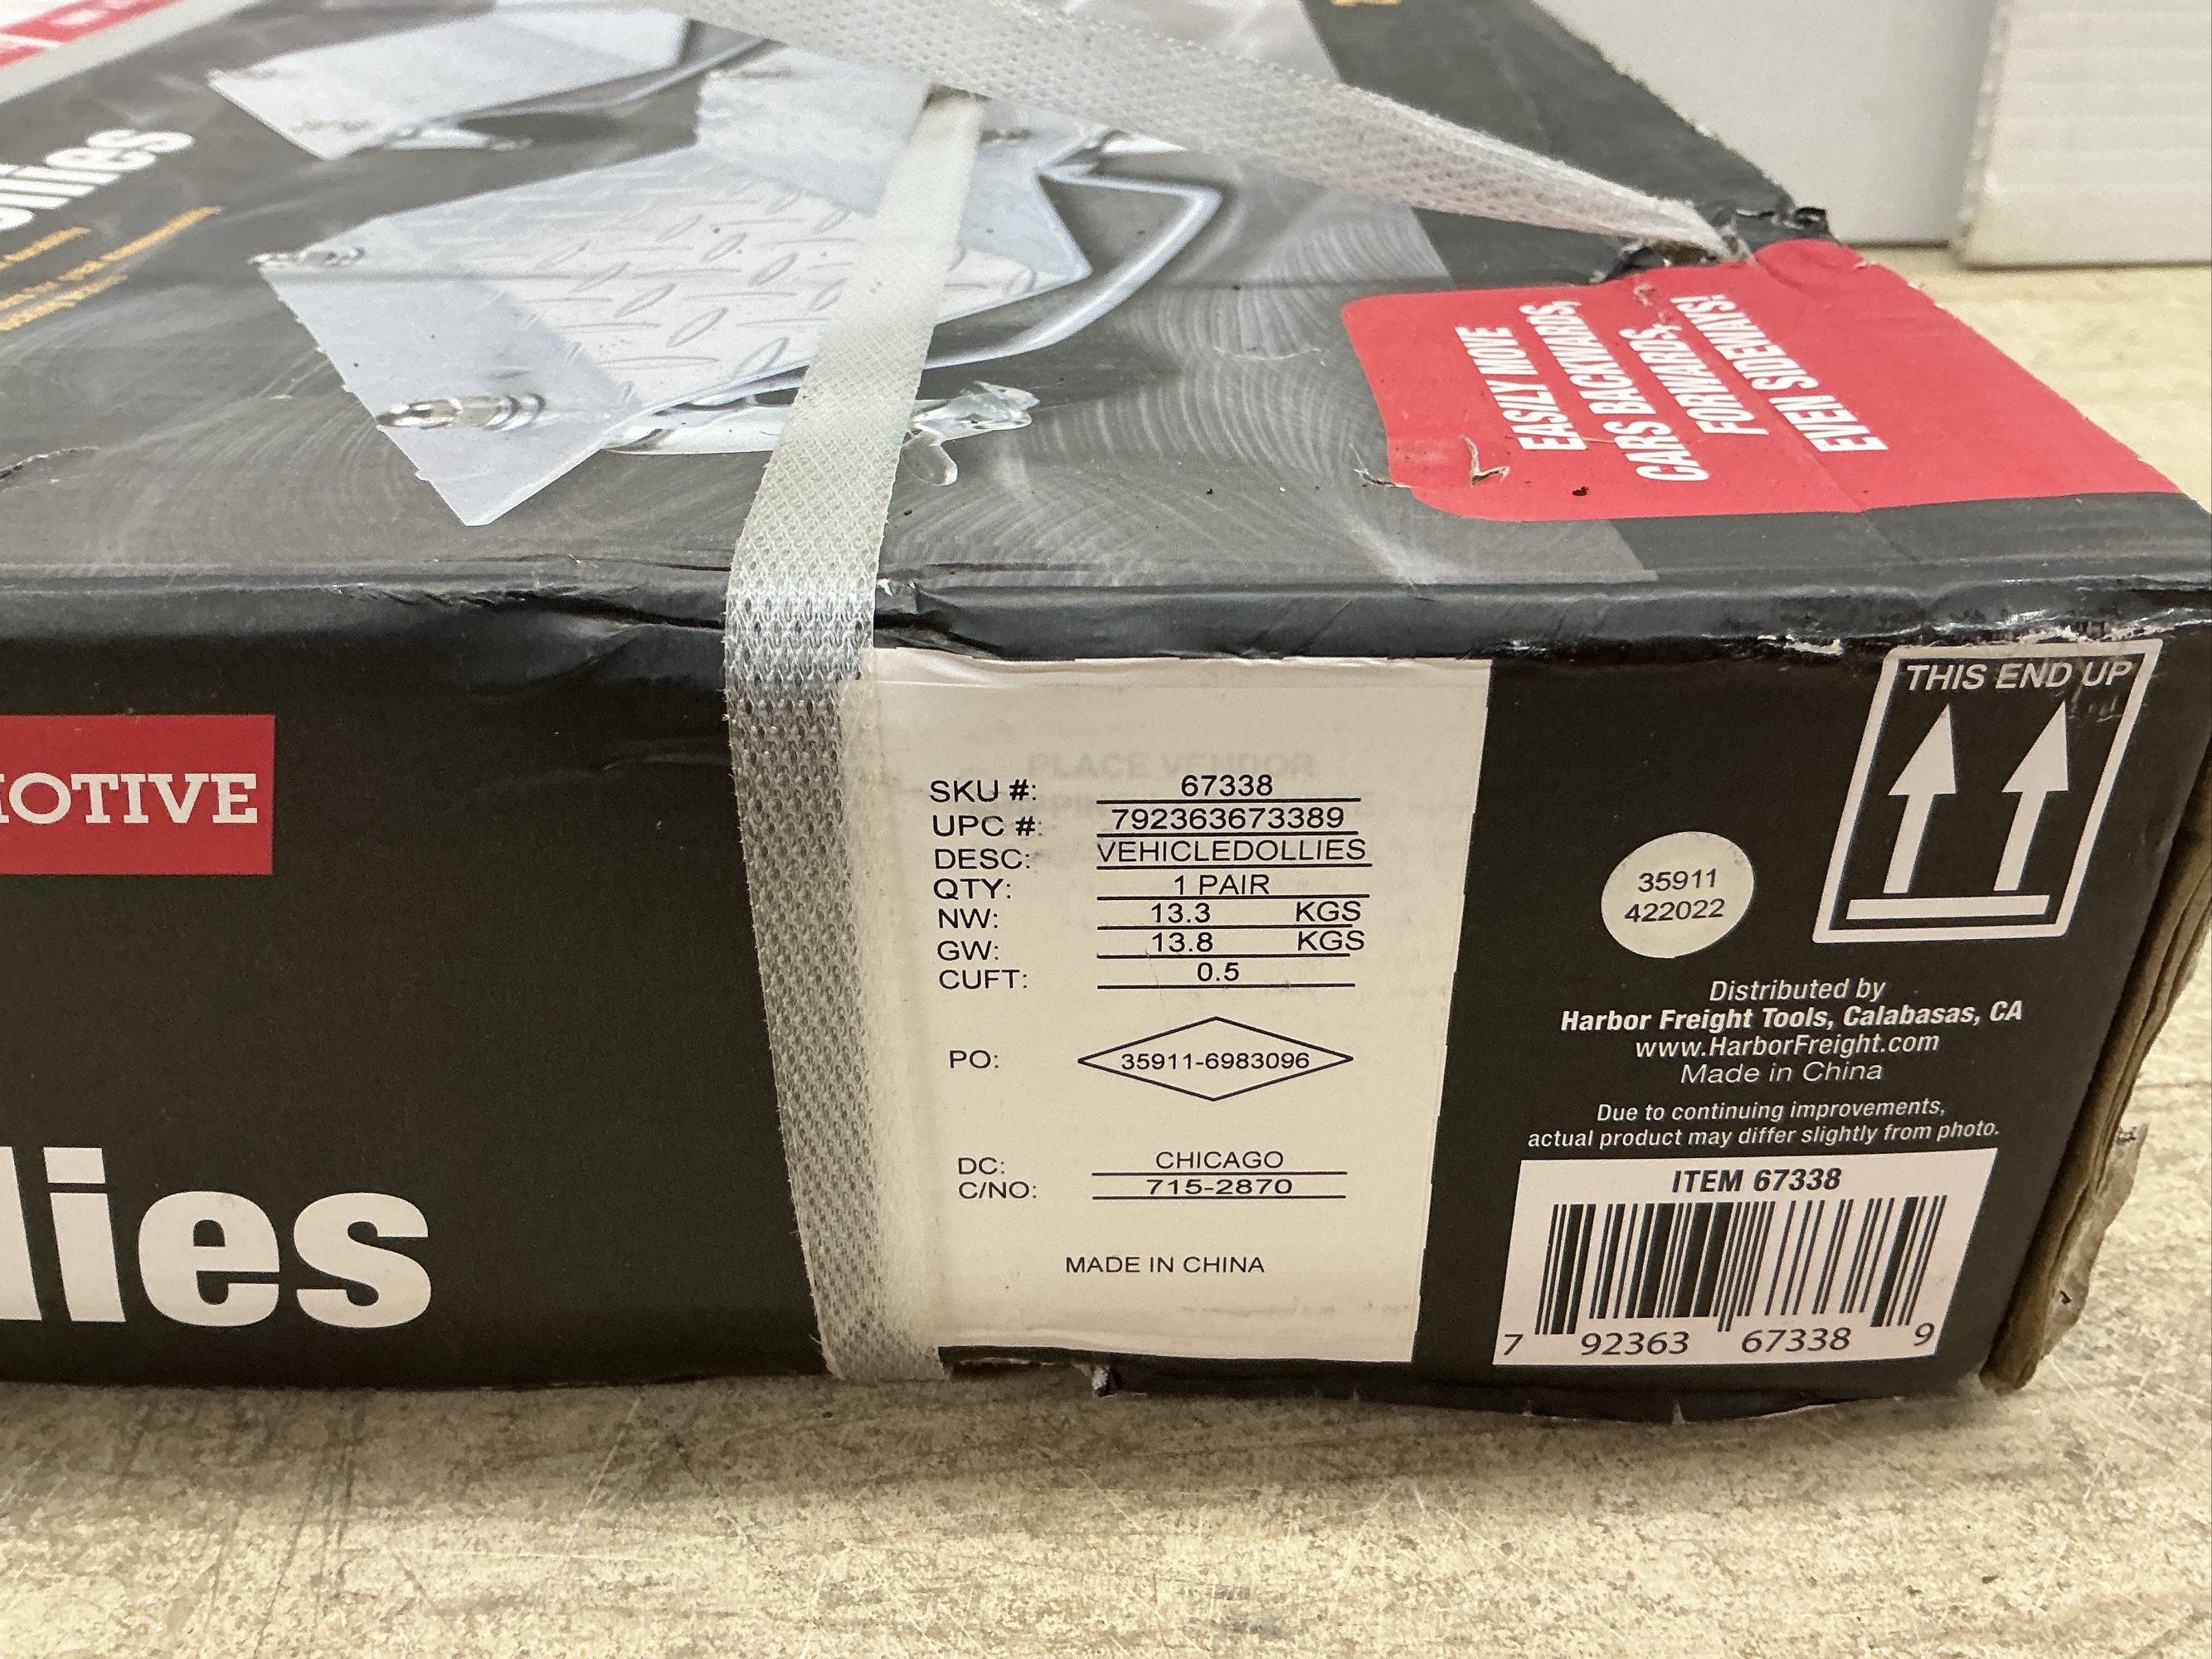 EASILY MOVE
CARS BACKWARDS,
FORWARDS,
EVEN SIDEWAYS!
THIS END UP
SKU #: 67338
UPC #: 792363673389
DESC: VEHICLEDOLLIES
QTY: 1 PAIR
NW: 13.3 KGS
GW: 13.8 KGS
CUFT: 0.5
PO: 35911-6983096
DC: CHICAGO
C/NO: 715-2870
MADE IN CHINA
PLACE VENDOR
35911
422022
Distributed by
Harbor Freight Tools, Calabasas, CA
www.HarborFreight.com
Made in China
Due to continuing improvements,
actual product may differ slightly from photo.
ITEM 67338
7 92363 67338 9
OTIVE
lies